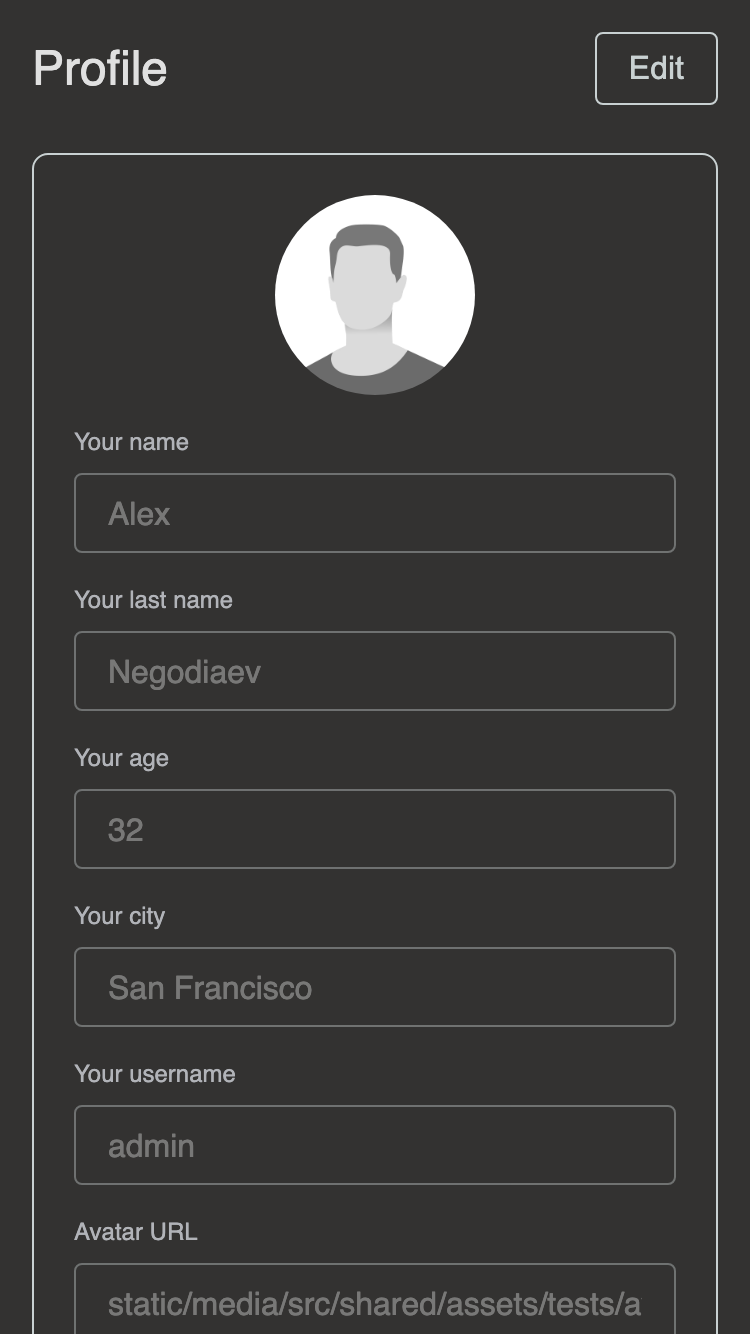 Profile
Edit
Your name
Alex
Your last name
Negodiaev
Your age
32
Your city
San Francisco
Your username
admin
Avatar URL
static/media/src/shared/assets/tests/a